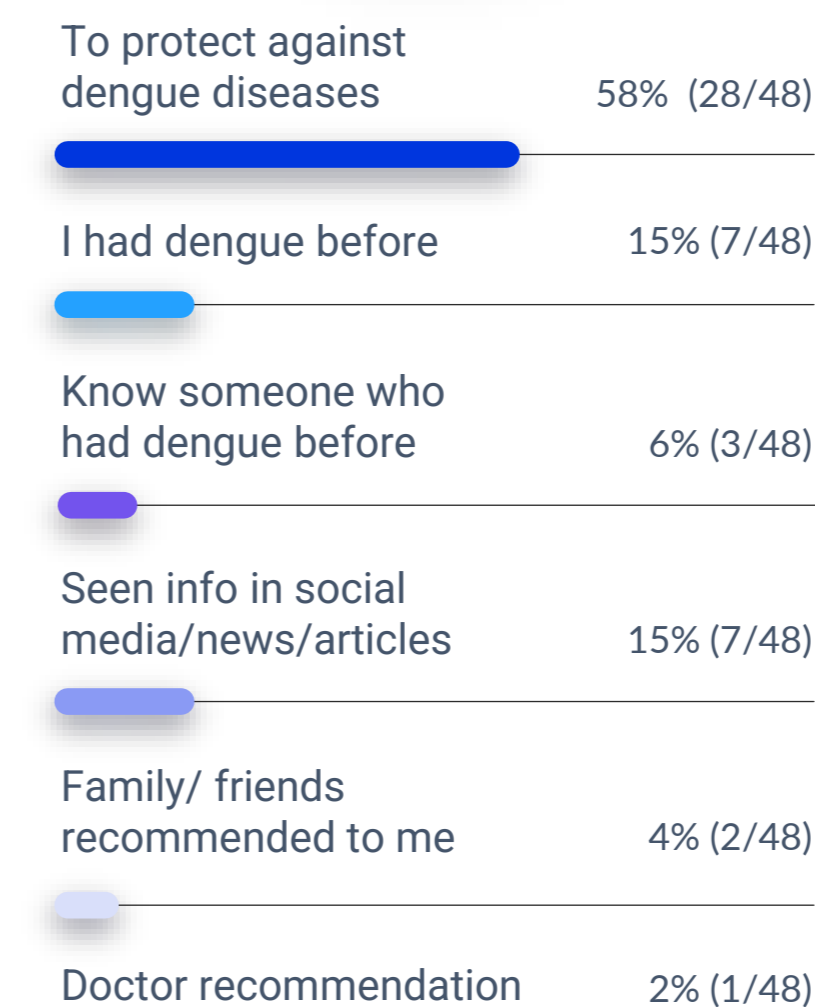 To protect against
dengue diseases 58% (28/48)
I had dengue before 15% (7/48)
Know someone who
had dengue before 6% (3/48)
Seen info in social
media/news/articles 15% (7/48)
Family/ friends
recommended to me 4% (2/48)
Doctor recommendation 2% (1/48)